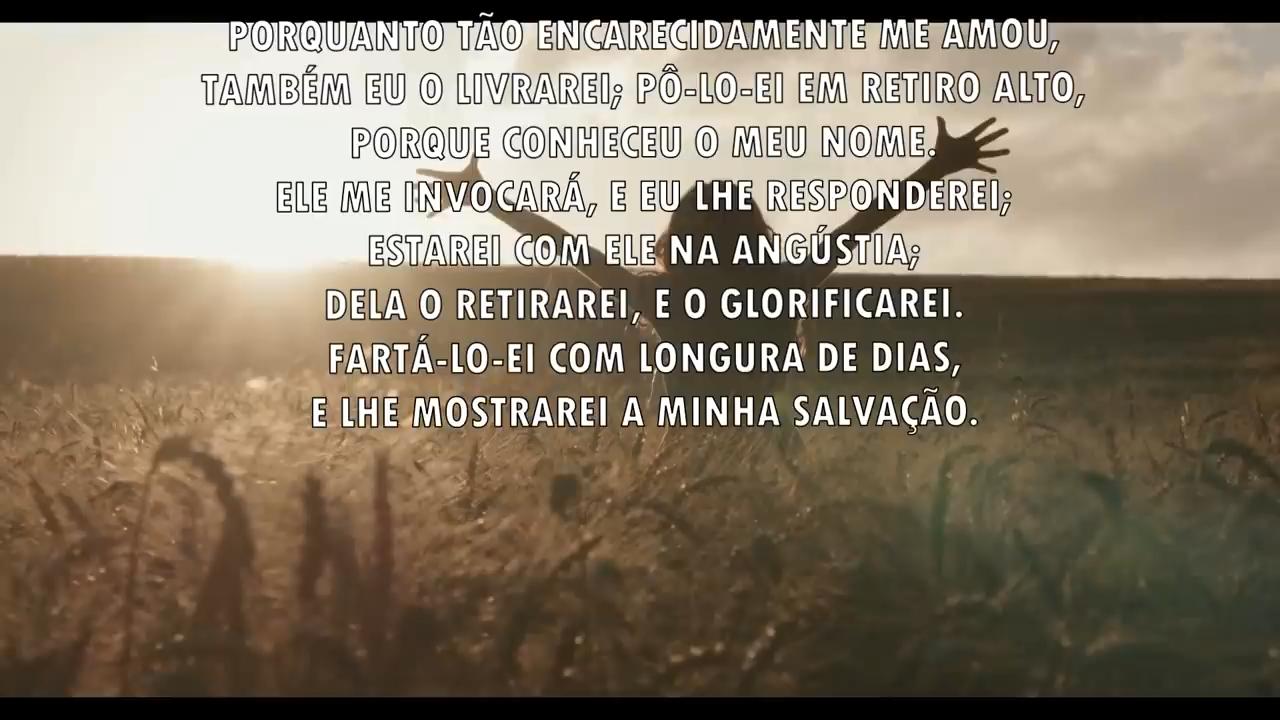 PORQUANTO TÃO ENCARECIDAMENTE ME AMOU,
TAMBÉM EU O LIVRAREI; PÔ-LO-EI EM RETIRO ALTO,
PORQUE CONHECEU O MEU NOME.
ELE ME INVOCARÁ, E EU LHE RESPONDEREI;
ESTAREI COM ELE NA ANGÚSTIA;
DELA O RETIRAREI, E O GLORIFICAREI.
FARTÁ-LO-EI COM LONGURA DE DIAS,
E LHE MOSTRAREI A MINHA SALVAÇÃO.